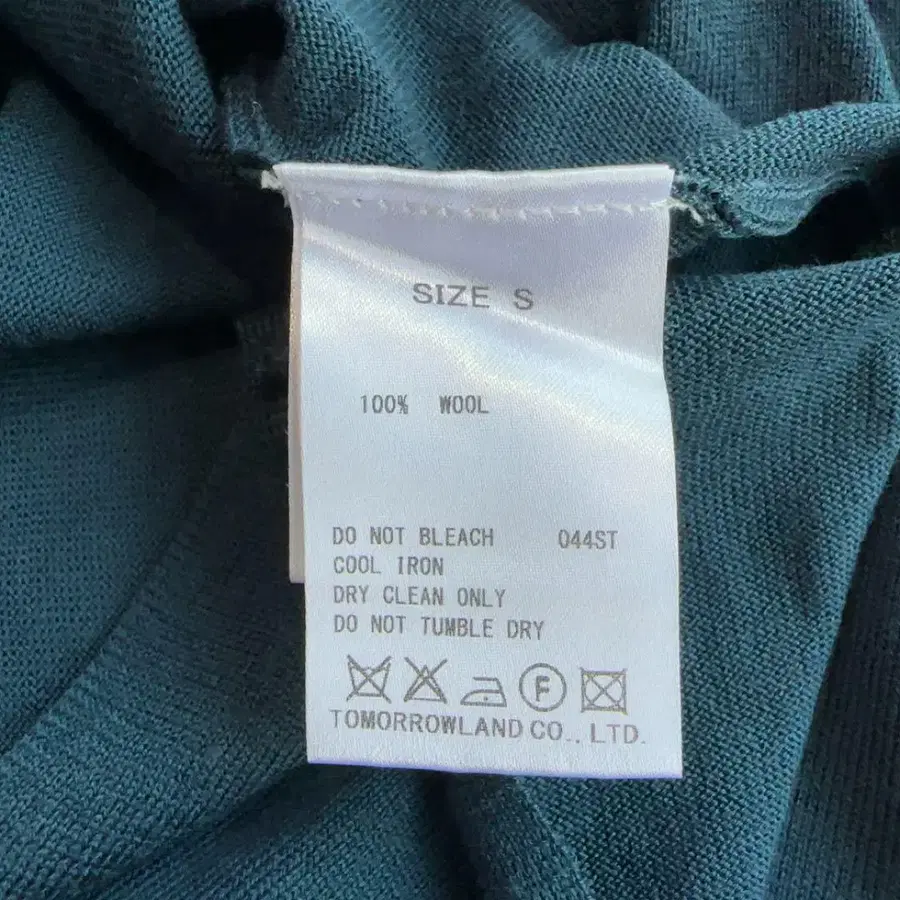 SIZE S
100% WOOL
DO NOT BLEACH 044ST
COOL IRON
DRY CLEAN ONLY
DO NOT TUMBLE DRY
F
TOMORROWLAND CO., LTD.